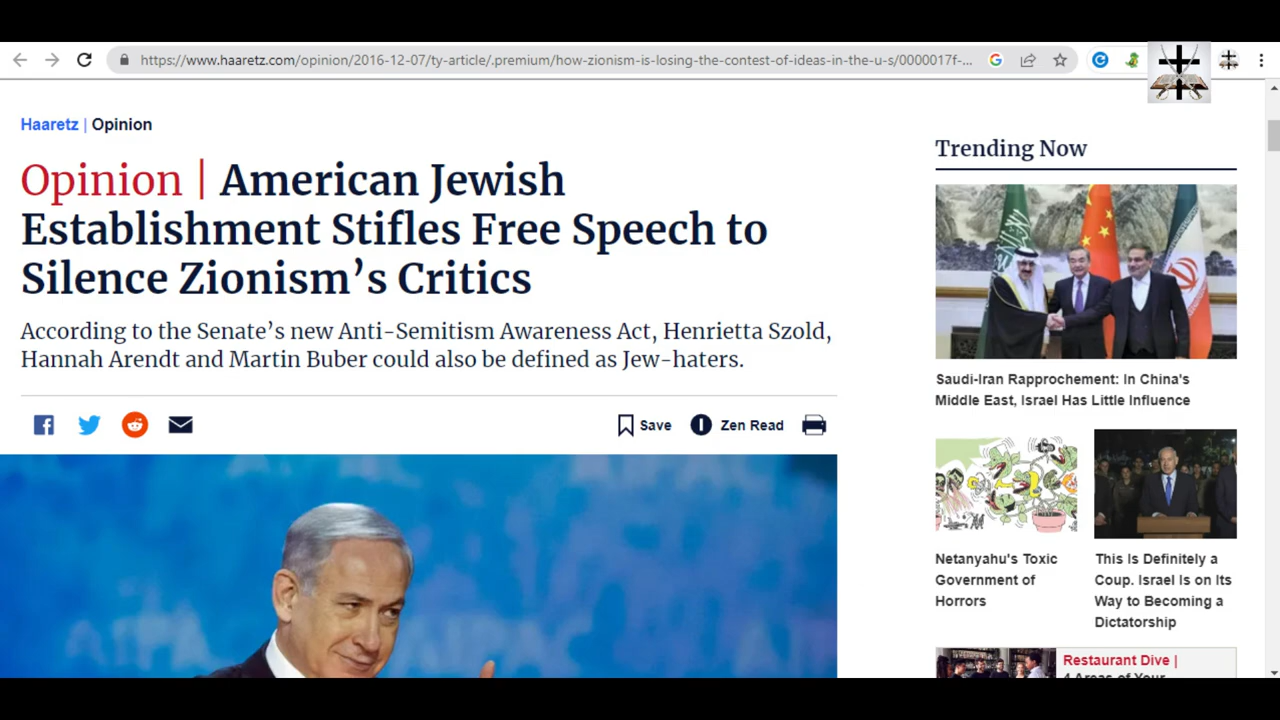 https://www.haaretz.com/opinion/2016-12-07/ty-article/.premium/how-zionism-is-losing-the-contest-of-ideas-in-the-u-s/0000017f-...
Haaretz | Opinion
Opinion | American Jewish
Establishment Stifles Free Speech to
Silence Zionism’s Critics
According to the Senate’s new Anti-Semitism Awareness Act, Henrietta Szold,
Hannah Arendt and Martin Buber could also be defined as Jew-haters.
Save
Zen Read
Trending Now
Saudi-Iran Rapprochement: In China's
Middle East, Israel Has Little Influence
Netanyahu's Toxic
Government of
Horrors
This Is Definitely a
Coup. Israel Is on Its
Way to Becoming a
Dictatorship
Restaurant Dive |
4 Areas of Your